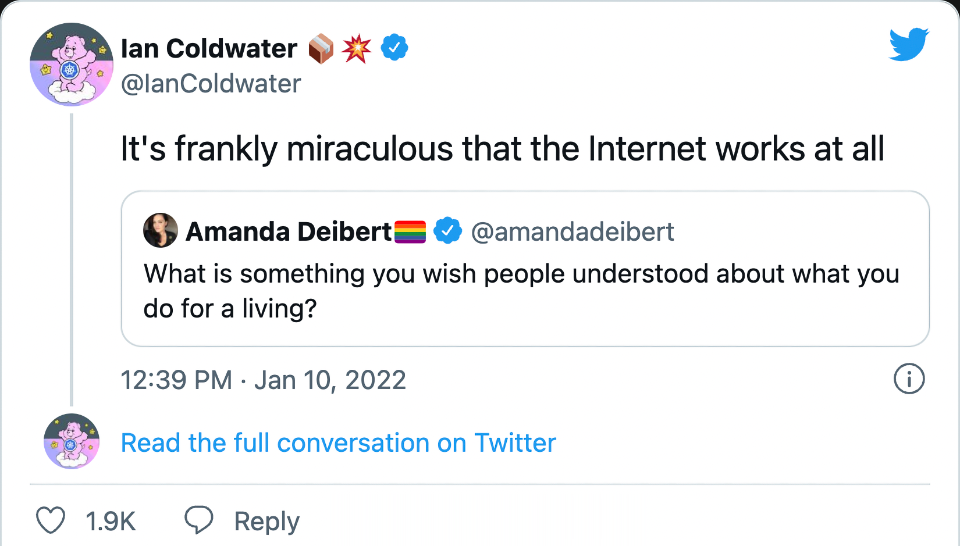 Ian Coldwater 📦 💥
@IanColdwater
It's frankly miraculous that the Internet works at all
Amanda Deibert🏳️‍🌈 @amandadeibert
What is something you wish people understood about what you
do for a living?
12:39 PM · Jan 10, 2022
Read the full conversation on Twitter
1.9K Reply